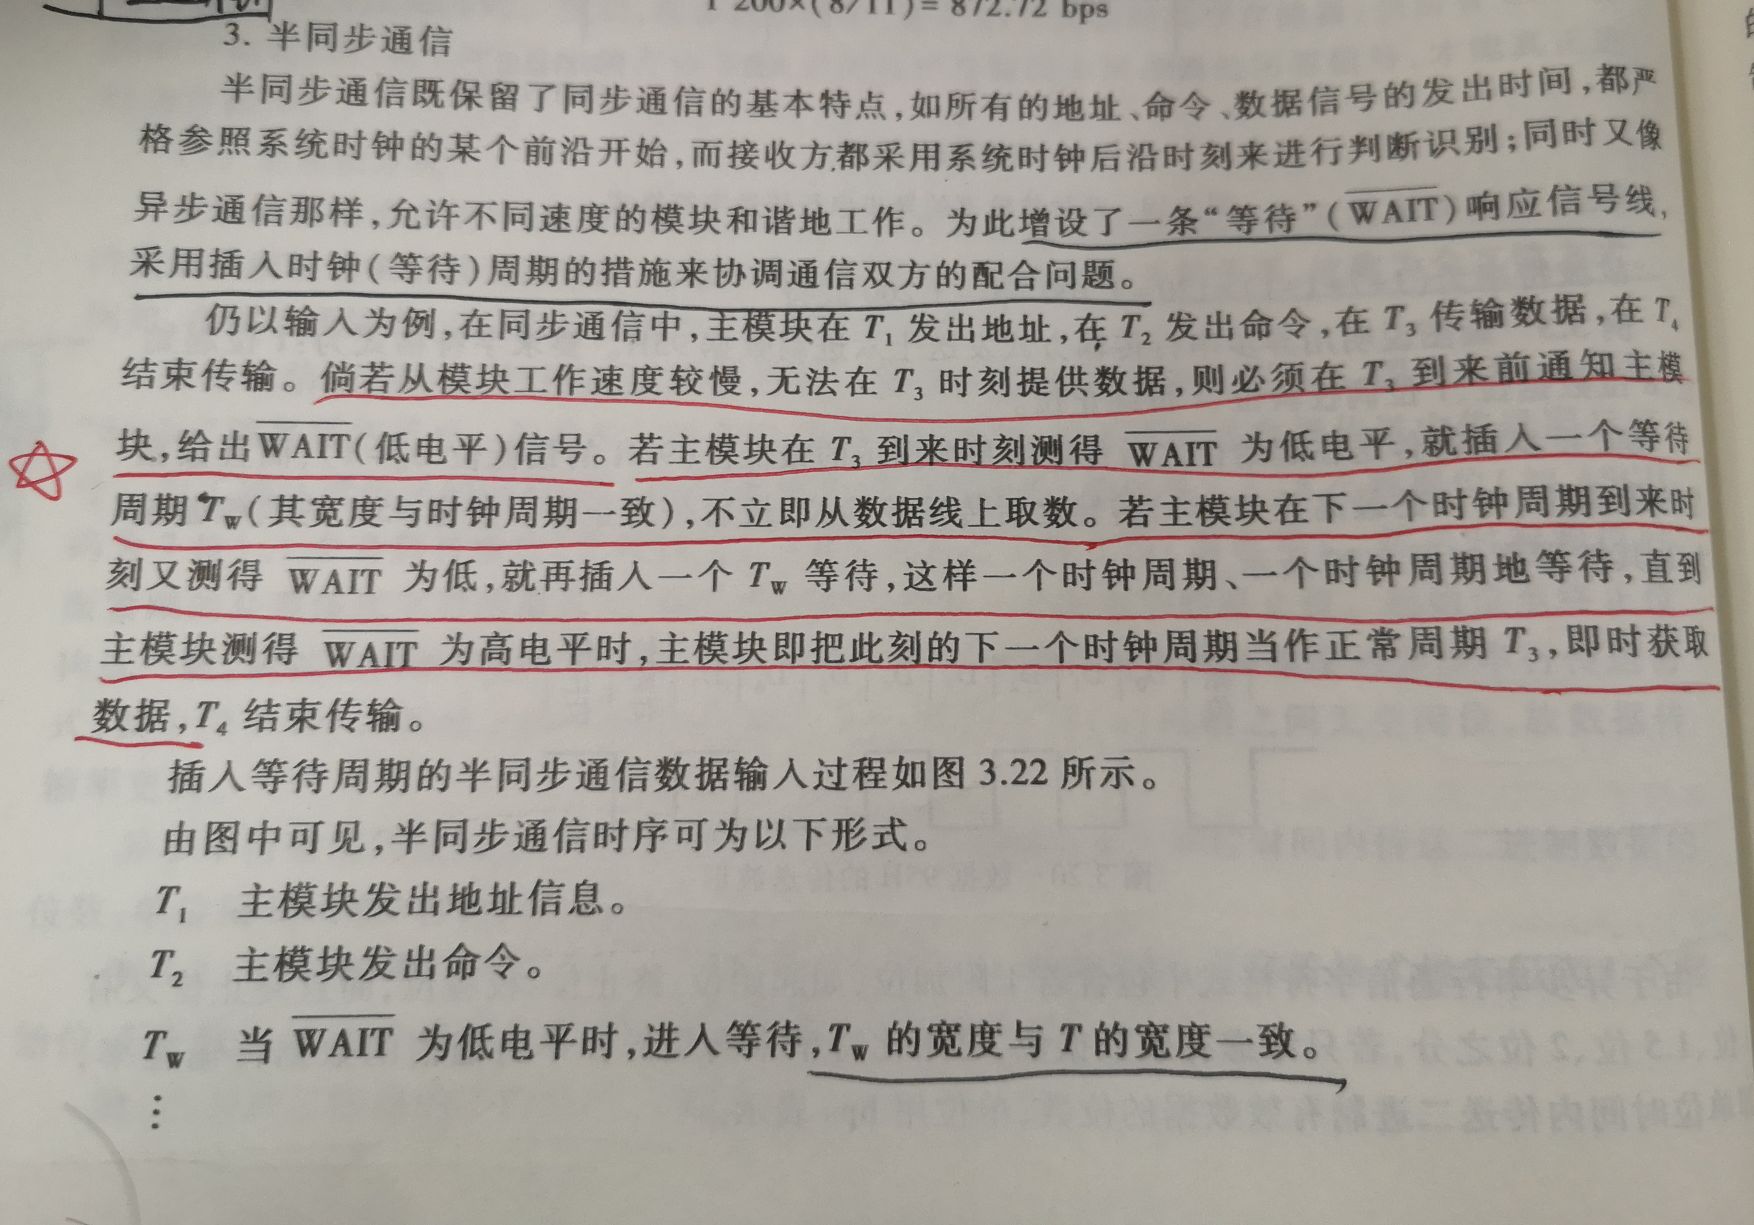 1 200×(8/11)= 872.72 bps
3. 半同步通信
半同步通信既保留了同步通信的基本特点,如所有的地址、命令、数据信号的发出时间,都严
格参照系统时钟的某个前沿开始,而接收方都采用系统时钟后沿时刻来进行判断识别;同时又像
异步通信那样,允许不同速度的模块和谐地工作。为此增设了一条“等待”(W̅A̅I̅T̅)响应信号线,
采用插入时钟(等待)周期的措施来协调通信双方的配合问题。
仍以输入为例,在同步通信中,主模块在 T₁ 发出地址,在 T₂ 发出命令,在 T₃ 传输数据,在 T₄
结束传输。倘若从模块工作速度较慢,无法在 T₃ 时刻提供数据,则必须在 T₃ 到来前通知主模
块,给出W̅A̅I̅T̅(低电平)信号。若主模块在 T₃ 到来时刻测得 W̅A̅I̅T̅ 为低电平,就插入一个等待
周期 T_W(其宽度与时钟周期一致),不立即从数据线上取数。若主模块在下一个时钟周期到来时
刻又测得 W̅A̅I̅T̅ 为低,就再插入一个 T_W 等待,这样一个时钟周期、一个时钟周期地等待,直到
主模块测得 W̅A̅I̅T̅ 为高电平时,主模块即把此刻的下一个时钟周期当作正常周期 T₃,即时获取
数据,T₄ 结束传输。
插入等待周期的半同步通信数据输入过程如图 3.22 所示。
由图中可见,半同步通信时序可为以下形式。
T₁ 主模块发出地址信息。
T₂ 主模块发出命令。
T_W 当 W̅A̅I̅T̅ 为低电平时,进入等待,T_W 的宽度与 T 的宽度一致。
⋮